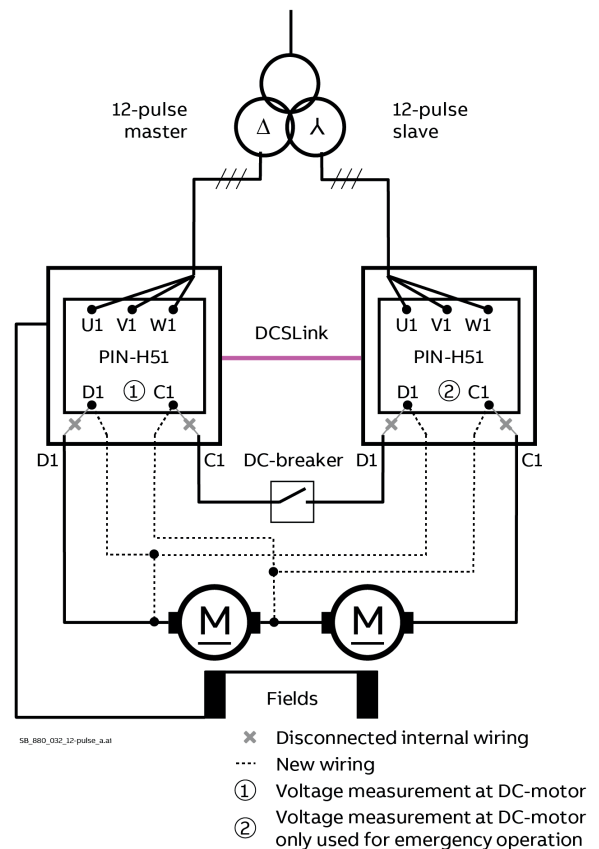 12-pulse
master
12-pulse
slave
Δ
U1 V1 W1
PIN-H51
D1 ① C1
U1 V1 W1
PIN-H51
D1 ② C1
DCSLink
D1
C1
DC-breaker
D1
C1
M
M
Fields
SB_880_032_12-pulse_a.ai
Disconnected internal wiring
New wiring
① Voltage measurement at DC-motor
② Voltage measurement at DC-motor
only used for emergency operation